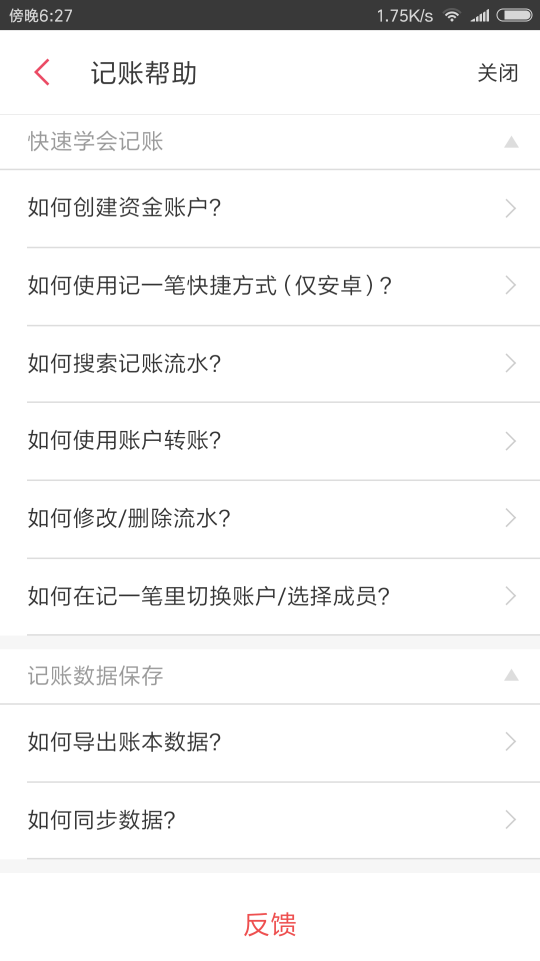 傍晚6:27
1.75K/s
记账帮助
关闭
快速学会记账
如何创建资金账户?
如何使用记一笔快捷方式(仅安卓)?
如何搜索记账流水?
如何使用账户转账?
如何修改/删除流水?
如何在记一笔里切换账户/选择成员?
记账数据保存
如何导出账本数据?
如何同步数据?
反馈